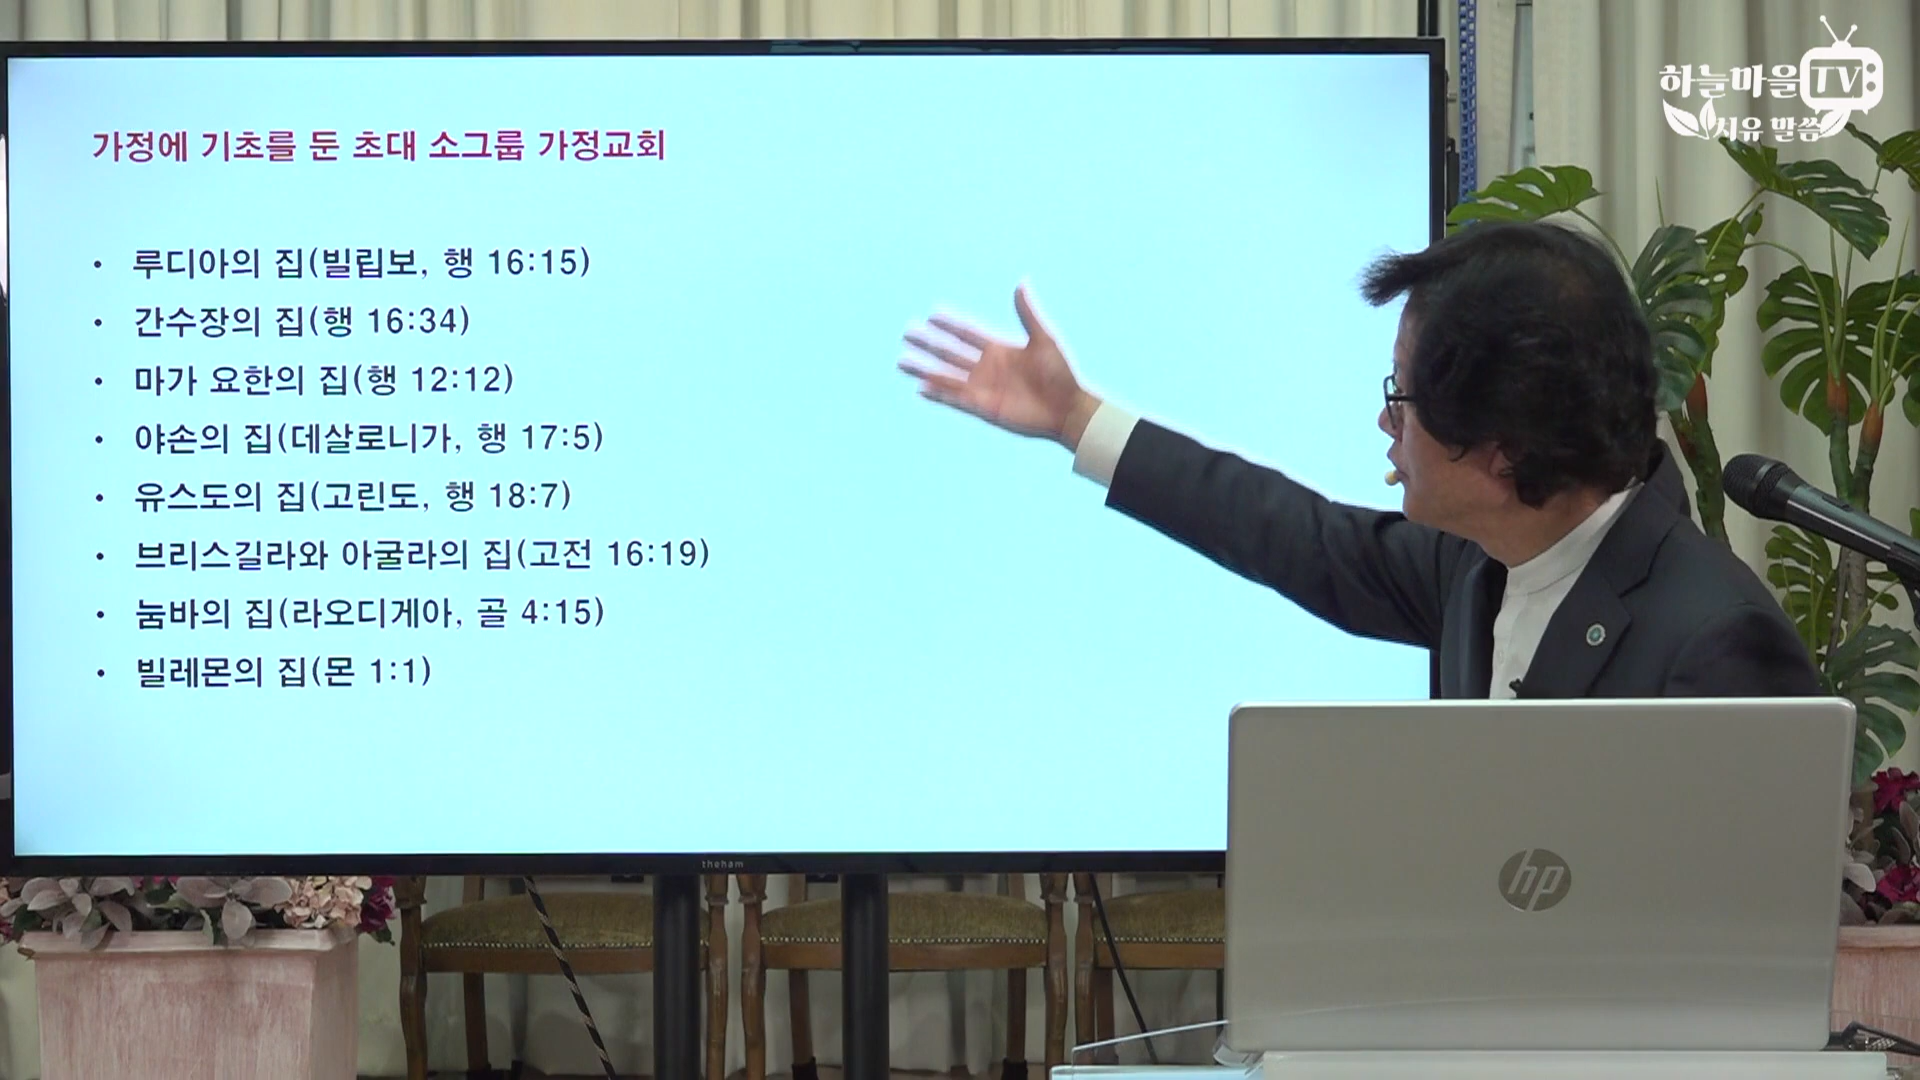 하늘마을 TV
치유 말씀
가정에 기초를 둔 초대 소그룹 가정교회
• 루디아의 집(빌립보, 행 16:15)
• 간수장의 집(행 16:34)
• 마가 요한의 집(행 12:12)
• 야손의 집(데살로니가, 행 17:5)
• 유스도의 집(고린도, 행 18:7)
• 브리스길라와 아굴라의 집(고전 16:19)
• 눔바의 집(라오디게아, 골 4:15)
• 빌레몬의 집(몬 1:1)
theham
hp